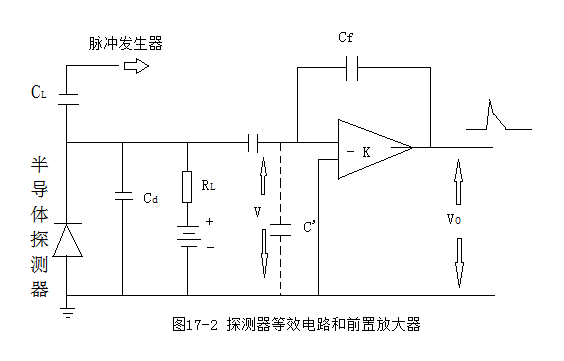 脉冲发生器
Cf
CL
- K
半导体探测器
Cd
RL
+
-
V
C'
VO
图17-2 探测器等效电路和前置放大器